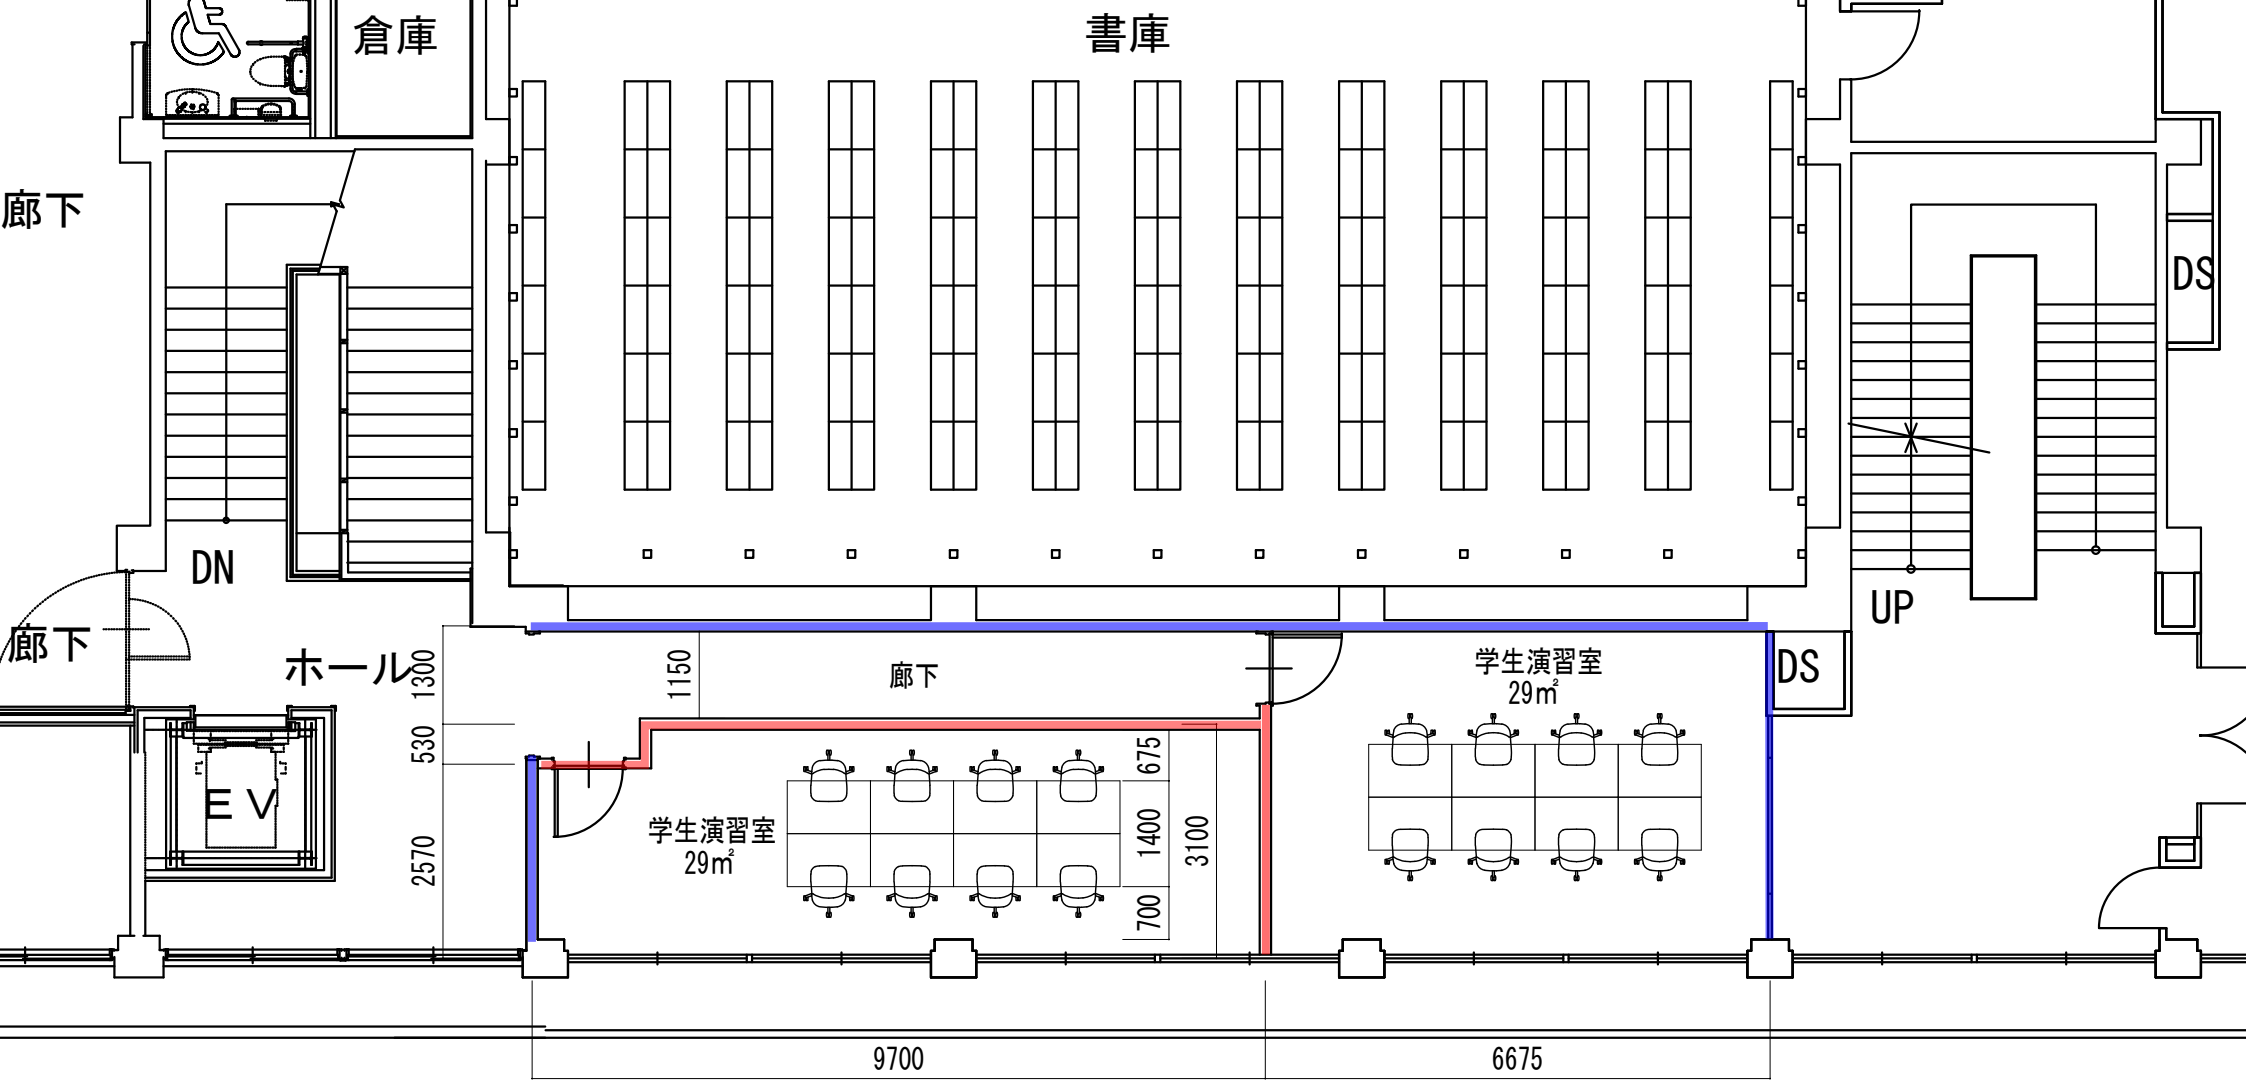 倉庫
書庫
廊下
DS
DN
UP
廊下
ホール
1300
1150
廊下
学生演習室
29㎡
DS
530
675
EV
学生演習室
29㎡
2570
1400
3100
700
9700
6675